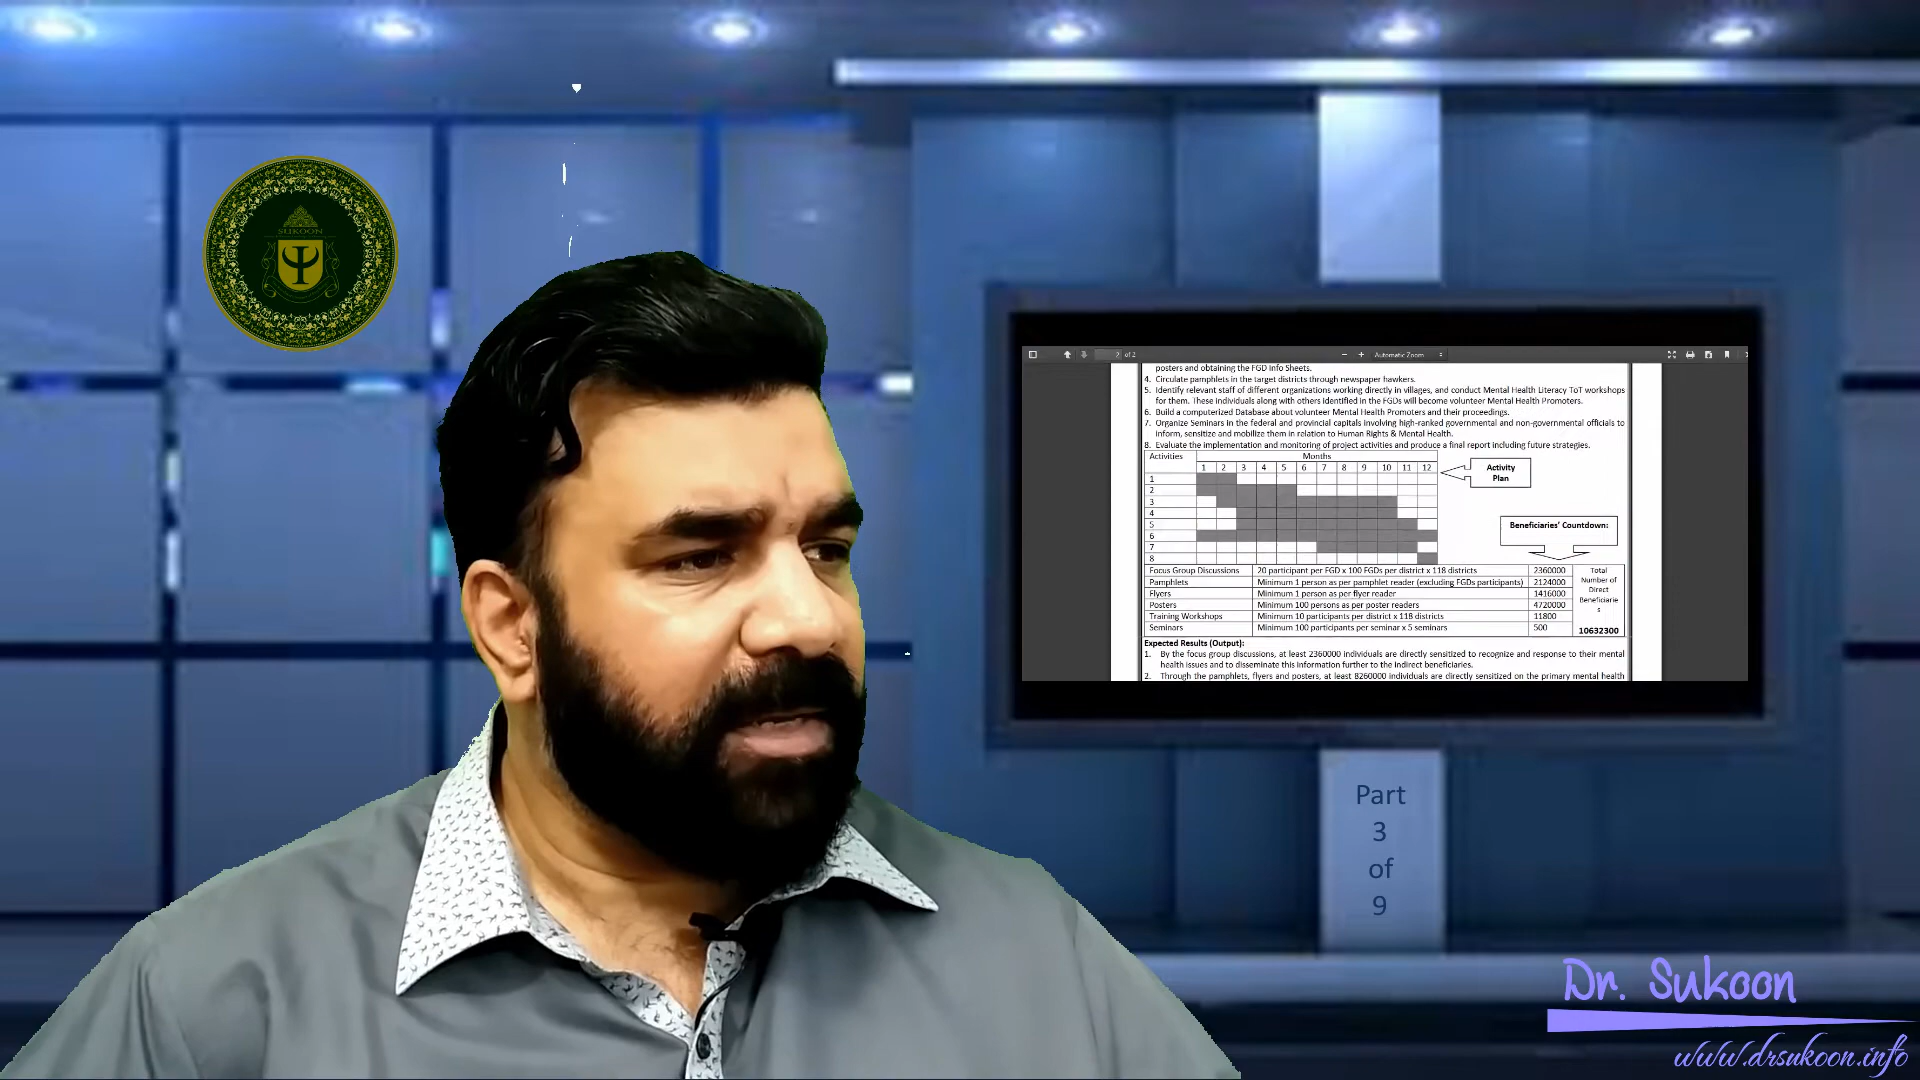 SUKOON
2 of 2
Automatic Zoom
posters and obtaining the FGD Info Sheets.
4. Circulate pamphlets in the target districts through newspaper hawkers.
5. Identify relevant staff of different organizations working directly in villages, and conduct Mental Health Literacy ToT workshops
for them. These individuals along with others identified in the FGDs will become volunteer Mental Health Promoters.
6. Build a computerized Database about volunteer Mental Health Promoters and their proceedings.
7. Organize Seminars in the federal and provincial capitals involving high-ranked governmental and non-governmental officials to
inform, sensitize and mobilize them in relation to Human Rights & Mental Health.
8. Evaluate the implementation and monitoring of project activities and produce a final report including future strategies.
Activities Months
1 2 3 4 5 6 7 8 9 10 11 12
1
2
3
4
5
6
7
8
Activity
Plan
Beneficiaries' Countdown:
Focus Group Discussions 20 participant per FGD x 100 FGDs per district x 118 districts 2360000
Pamphlets Minimum 1 person as per pamphlet reader (excluding FGDs participants) 2124000
Flyers Minimum 1 person as per flyer reader 1416000
Posters Minimum 100 persons as per poster readers 4720000
Training Workshops Minimum 10 participants per district x 118 districts 11800
Seminars Minimum 100 participants per seminar x 5 seminars 500
Total
Number of
Direct
Beneficiarie
s
10632300
Expected Results (Output):
1. By the focus group discussions, at least 2360000 individuals are directly sensitized to recognize and response to their mental
health issues and to disseminate this information further to the indirect beneficiaries.
2. Through the pamphlets, flyers and posters, at least 8260000 individuals are directly sensitized on the primary mental health
Part
3
of
9
Dr. Sukoon
www.drsukoon.info